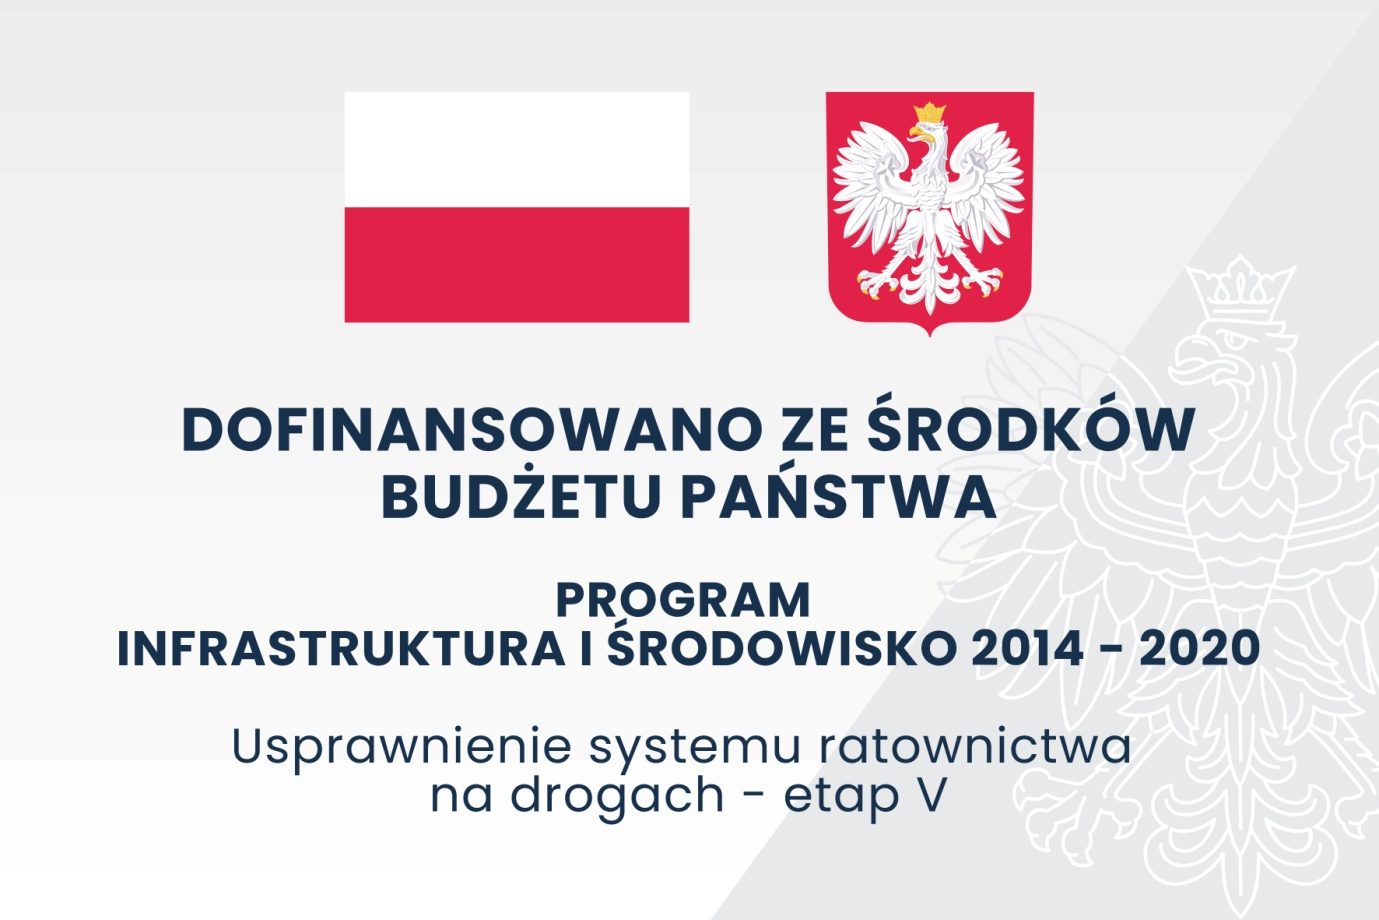 DOFINANSOWANO ZE ŚRODKÓW
BUDŻETU PAŃSTWA
PROGRAM
INFRASTRUKTURA I ŚRODOWISKO 2014 - 2020
Usprawnienie systemu ratownictwa
na drogach - etap V